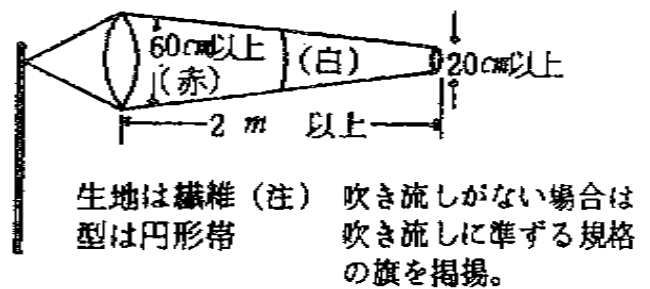 60cm以上
(赤)
(白)
20cm以上
2 m 以上
生地は繊維(注) 吹き流しがない場合は
型は円形帯 吹き流しに準ずる規格
の旗を掲揚。